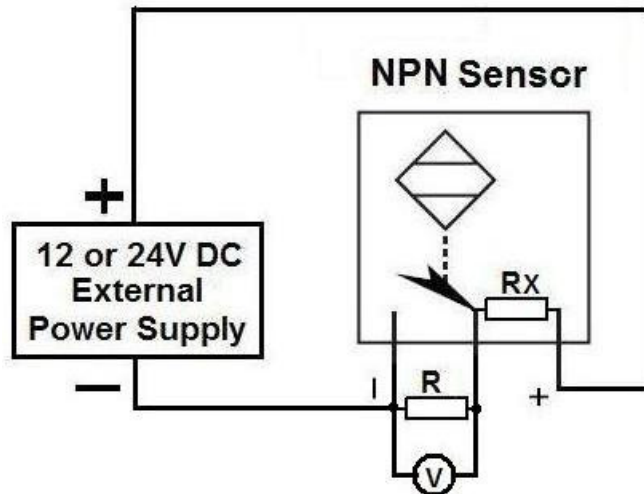 NPN Sensor
+
12 or 24V DC
External
Power Supply
Rx
—
R
+
V